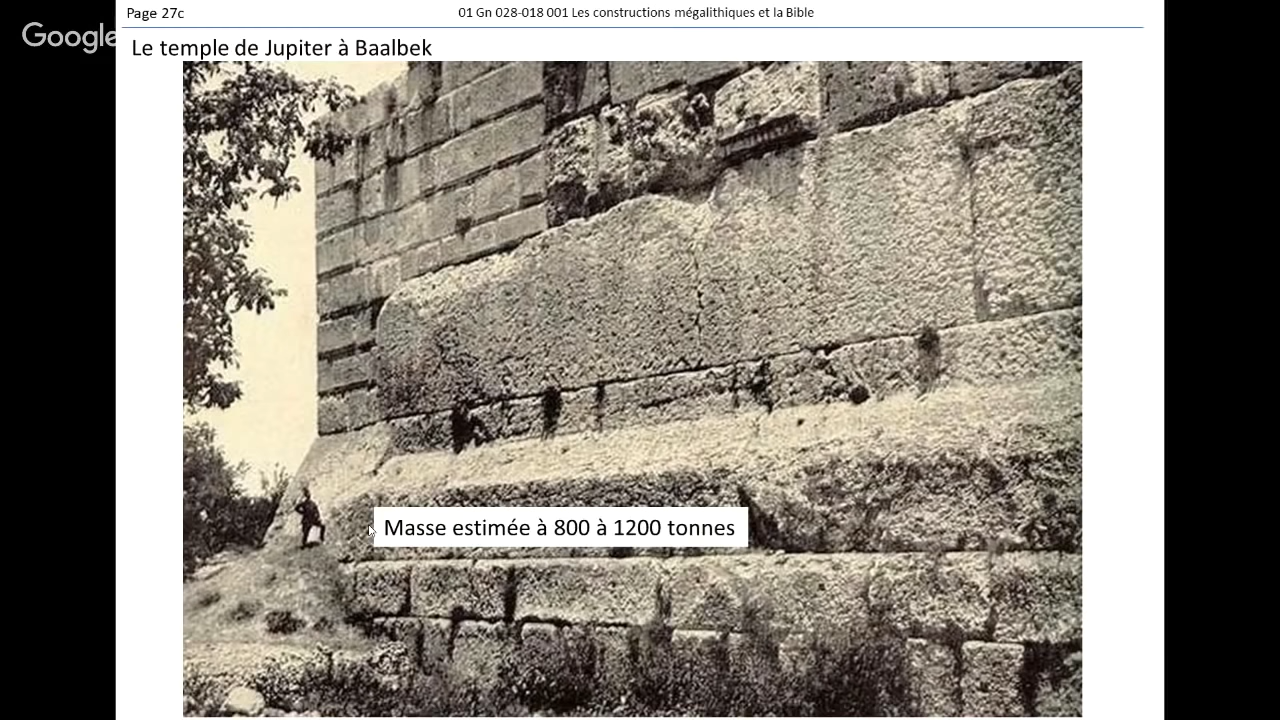 Page 27c
01 Gn 028-018 001 Les constructions mégalithiques et la Bible
Google
Le temple de Jupiter à Baalbek
Masse estimée à 800 à 1200 tonnes